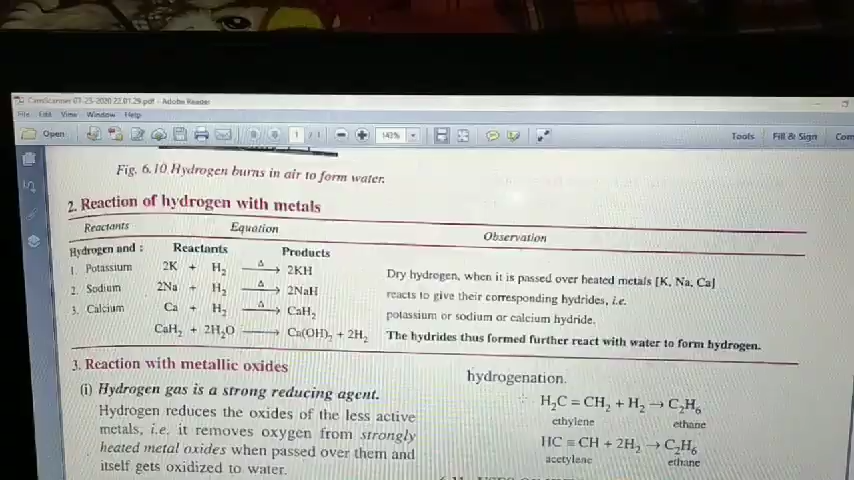 CamScanner 07-23-2020 22.01.29.pdf - Adobe Reader
File Edit View Window Help
Open 1 / 1 143% Tools Fill & Sign
Fig. 6.10 Hydrogen burns in air to form water.
2. Reaction of hydrogen with metals
Reactants Equation Observation
Hydrogen and : Reactants Products
1. Potassium 2K + H₂ —Δ→ 2KH
2. Sodium 2Na + H₂ —Δ→ 2NaH
3. Calcium Ca + H₂ —Δ→ CaH₂
CaH₂ + 2H₂O ⟶ Ca(OH)₂ + 2H₂
Dry hydrogen, when it is passed over heated metals [K, Na, Ca]
reacts to give their corresponding hydrides, i.e.
potassium or sodium or calcium hydride.
The hydrides thus formed further react with water to form hydrogen.
3. Reaction with metallic oxides
(i) Hydrogen gas is a strong reducing agent.
Hydrogen reduces the oxides of the less active
metals, i.e. it removes oxygen from strongly
heated metal oxides when passed over them and
itself gets oxidized to water.
hydrogenation.
H₂C = CH₂ + H₂ → C₂H₆
ethylene ethane
HC ≡ CH + 2H₂ → C₂H₆
acetylene ethane